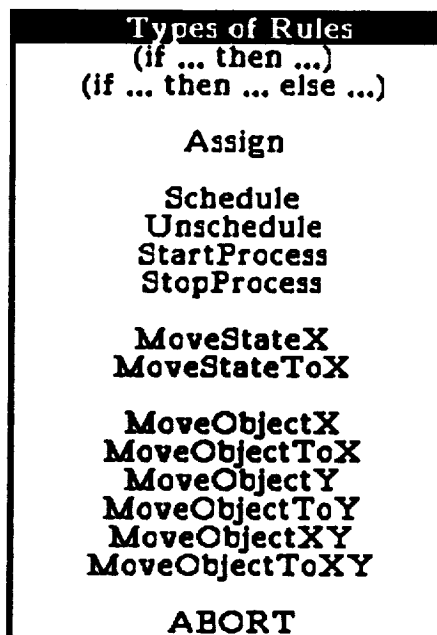 Types of Rules
(if ... then ...)
(if ... then ... else ...)
Assign
Schedule
Unschedule
StartProcess
StopProcess
MoveStateX
MoveStateToX
MoveObjectX
MoveObjectToX
MoveObjectY
MoveObjectToY
MoveObjectXY
MoveObjectToXY
ABORT